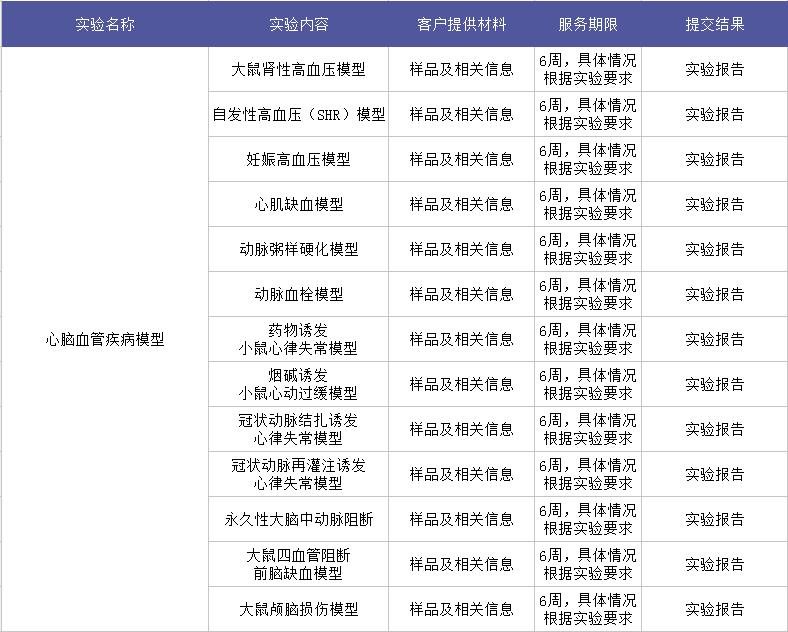 实验名称 实验内容 客户提供材料 服务期限 提交结果
心脑血管疾病模型
大鼠肾性高血压模型 样品及相关信息 6周，具体情况
根据实验要求 实验报告
自发性高血压（SHR）模型 样品及相关信息 6周，具体情况
根据实验要求 实验报告
妊娠高血压模型 样品及相关信息 6周，具体情况
根据实验要求 实验报告
心肌缺血模型 样品及相关信息 6周，具体情况
根据实验要求 实验报告
动脉粥样硬化模型 样品及相关信息 6周，具体情况
根据实验要求 实验报告
动脉血栓模型 样品及相关信息 6周，具体情况
根据实验要求 实验报告
药物诱发
小鼠心律失常模型 样品及相关信息 6周，具体情况
根据实验要求 实验报告
烟碱诱发
小鼠心动过缓模型 样品及相关信息 6周，具体情况
根据实验要求 实验报告
冠状动脉结扎诱发
心律失常模型 样品及相关信息 6周，具体情况
根据实验要求 实验报告
冠状动脉再灌注诱发
心律失常模型 样品及相关信息 6周，具体情况
根据实验要求 实验报告
永久性大脑中动脉阻断 样品及相关信息 6周，具体情况
根据实验要求 实验报告
大鼠四血管阻断
前脑缺血模型 样品及相关信息 6周，具体情况
根据实验要求 实验报告
大鼠颅脑损伤模型 样品及相关信息 6周，具体情况
根据实验要求 实验报告